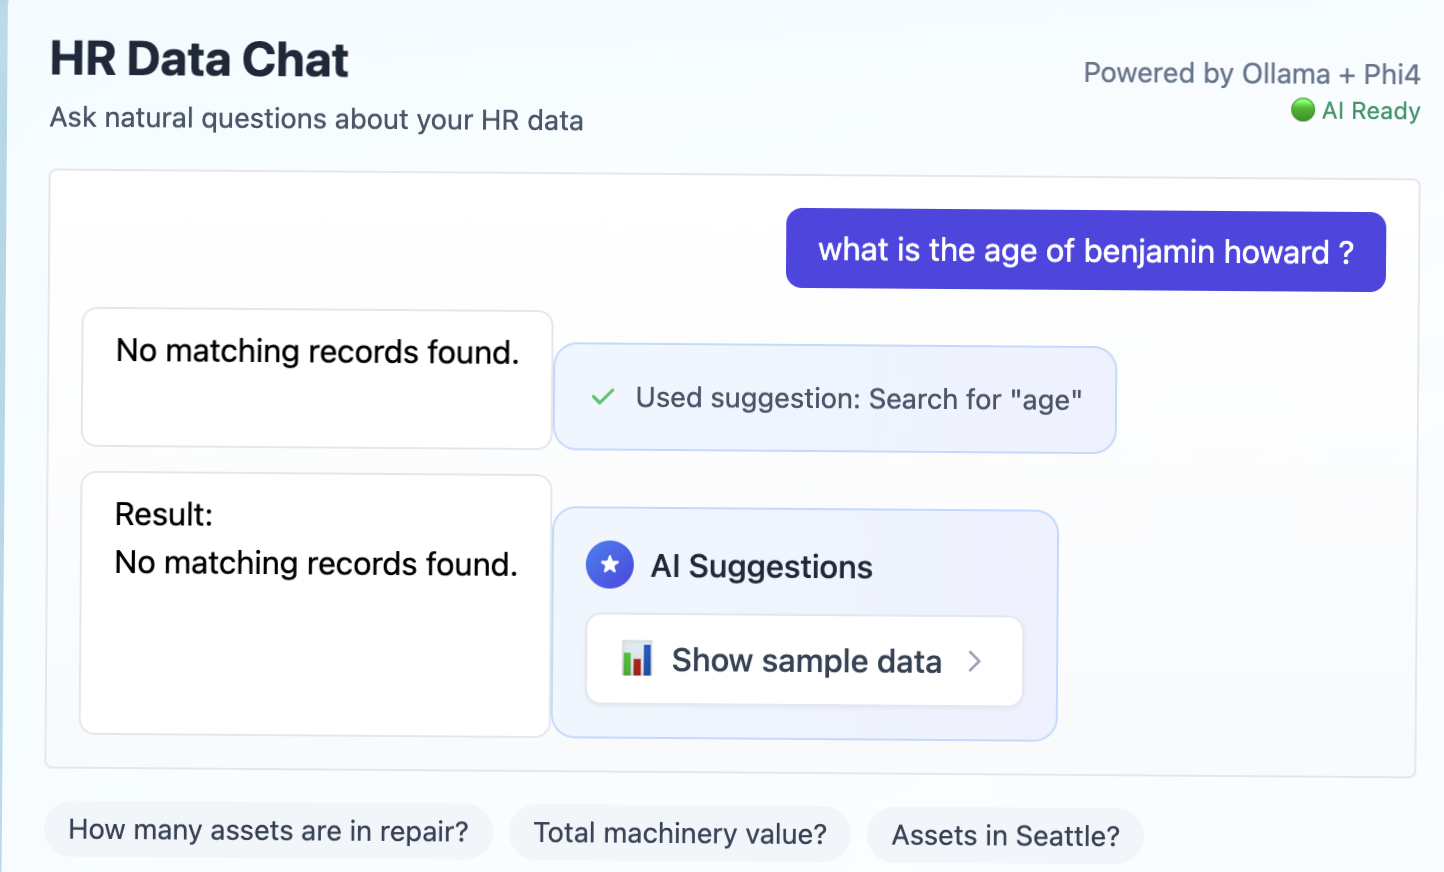 HR Data Chat
Ask natural questions about your HR data
Powered by Ollama + Phi4
AI Ready
what is the age of benjamin howard ?
No matching records found.
Used suggestion: Search for "age"
Result:
No matching records found.
AI Suggestions
Show sample data
How many assets are in repair?
Total machinery value?
Assets in Seattle?